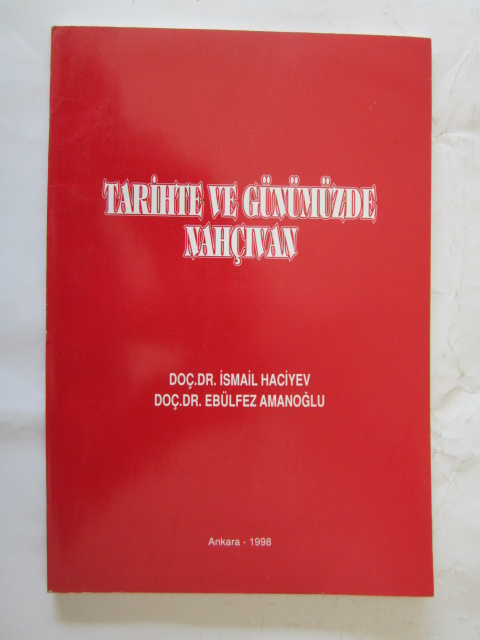 TARİHTE VE GÜNÜMÜZDE
NAHÇIVAN
DOÇ.DR. İSMAİL HACİYEV
DOÇ.DR. EBÜLFEZ AMANOĞLU
Ankara - 1998